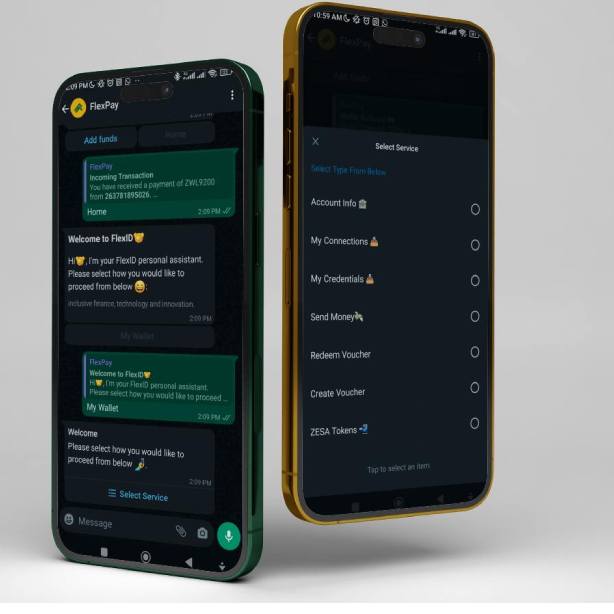 2:09 PM
FlexPay
Add funds
Home
FlexPay
Incoming Transaction
You have received a payment of ZWL9200
from 263781895026. ...
Home
2:09 PM
Welcome to FlexID
Hi, I'm your FlexID personal assistant.
Please select how you would like to
proceed from below :
inclusive finance, technology and innovation.
2:09 PM
My Wallet
FlexPay
Welcome to FlexID
Hi, I'm your FlexID personal assistant.
Please select how you would like to proceed ...
My Wallet
2:09 PM
Welcome
Please select how you would like to
proceed from below .
2:09 PM
Select Service
Message
10:59 AM
FlexPay
Add funds
Select Service
Select Type From Below
Account Info
My Connections
My Credentials
Send Money
Redeem Voucher
Create Voucher
ZESA Tokens
Tap to select an item